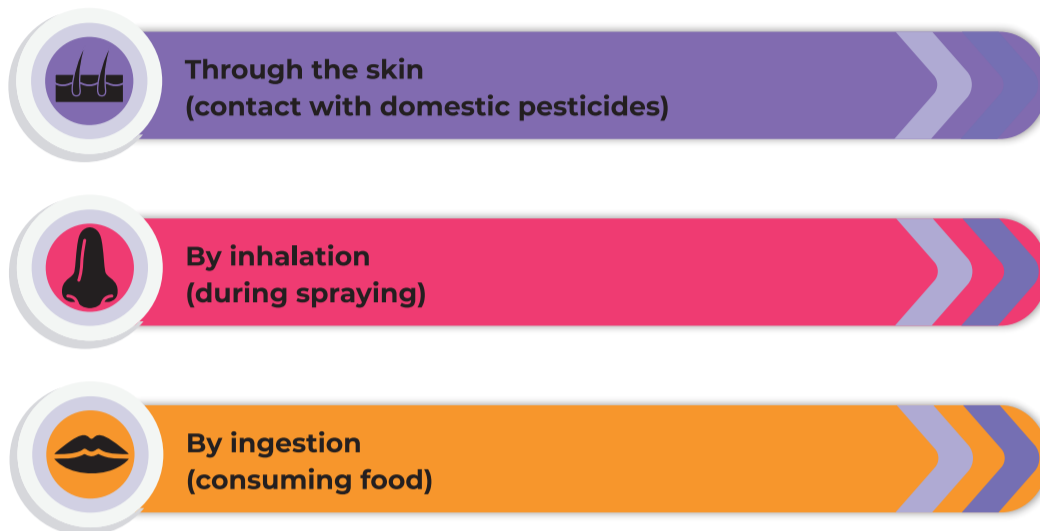 Through the skin
(contact with domestic pesticides)
By inhalation
(during spraying)
By ingestion
(consuming food)